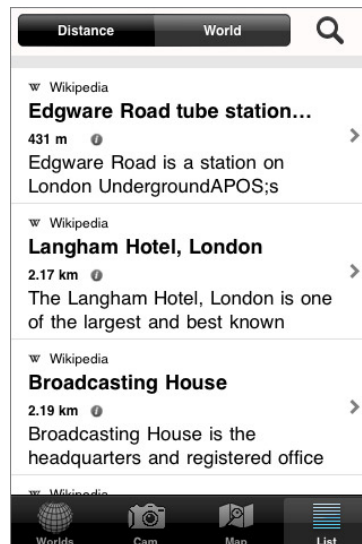 Distance World
Wikipedia
Edgware Road tube station...
431 m
Edgware Road is a station on
London UndergroundAPOS;s
Wikipedia
Langham Hotel, London
2.17 km
The Langham Hotel, London is one
of the largest and best known
Wikipedia
Broadcasting House
2.19 km
Broadcasting House is the
headquarters and registered office
Wikipedia
Worlds Cam Map List